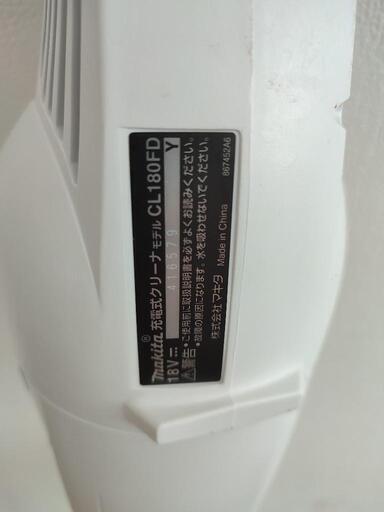 makita® 充電式クリーナ モデル CL180FD
18V⎓ 416579 Y
⚠警告・ご使用前に取扱説明書を必ずよくお読みください。
・故障の原因になります。水を吸わせないでください。
株式会社マキタ Made in China 867452A6